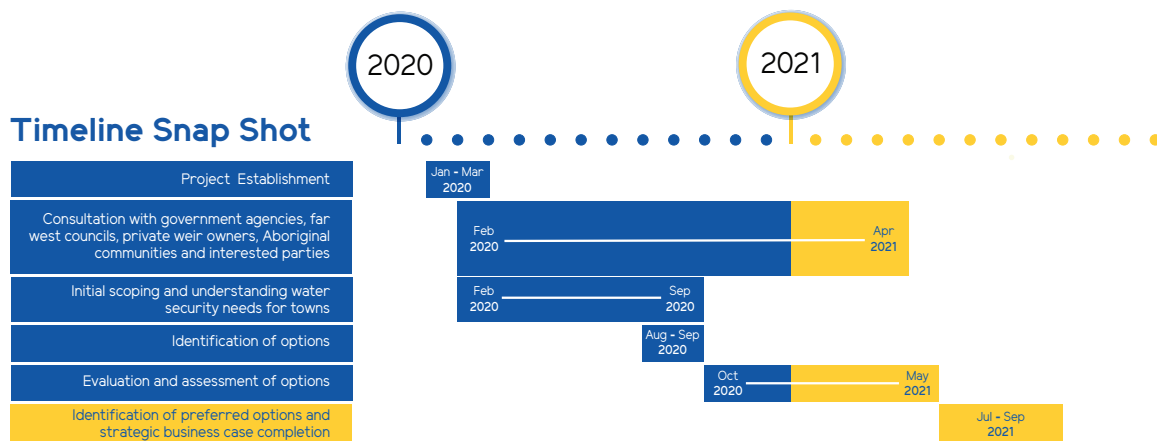 2020
2021
Timeline Snap Shot
Project Establishment
Jan - Mar
2020
Consultation with government agencies, far
west councils, private weir owners, Aboriginal
communities and interested parties
Feb
2020
Apr
2021
Initial scoping and understanding water
security needs for towns
Feb
2020
Sep
2020
Identification of options
Aug - Sep
2020
Evaluation and assessment of options
Oct
2020
May
2021
Identification of preferred options and
strategic business case completion
Jul - Sep
2021